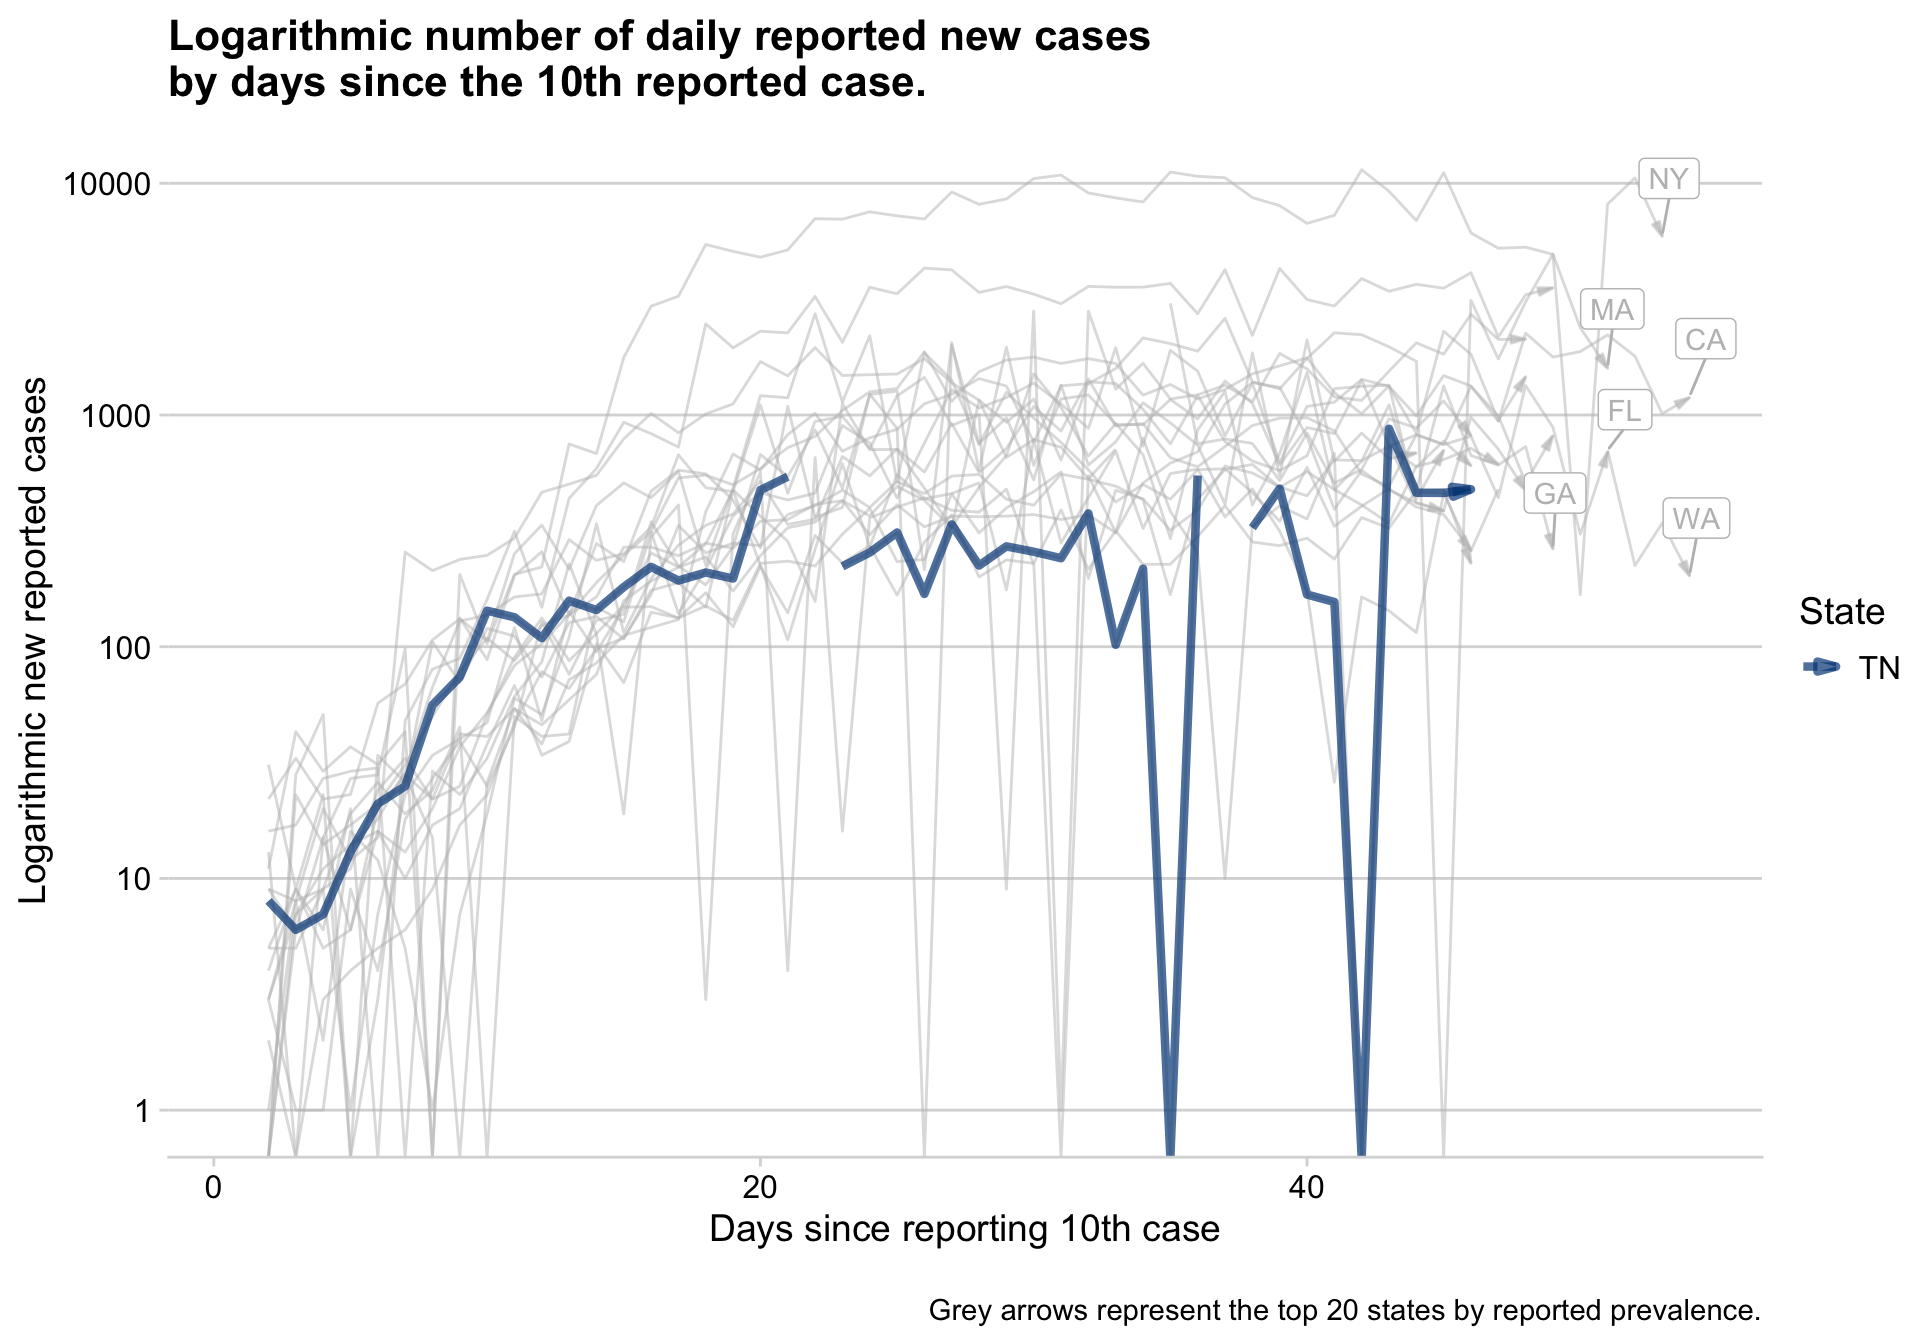 Logarithmic number of daily reported new cases
by days since the 10th reported case.
Logarithmic new reported cases
10000
1000
100
10
1
NY
MA
CA
FL
GA
WA
State
TN
0
20
40
Days since reporting 10th case
Grey arrows represent the top 20 states by reported prevalence.